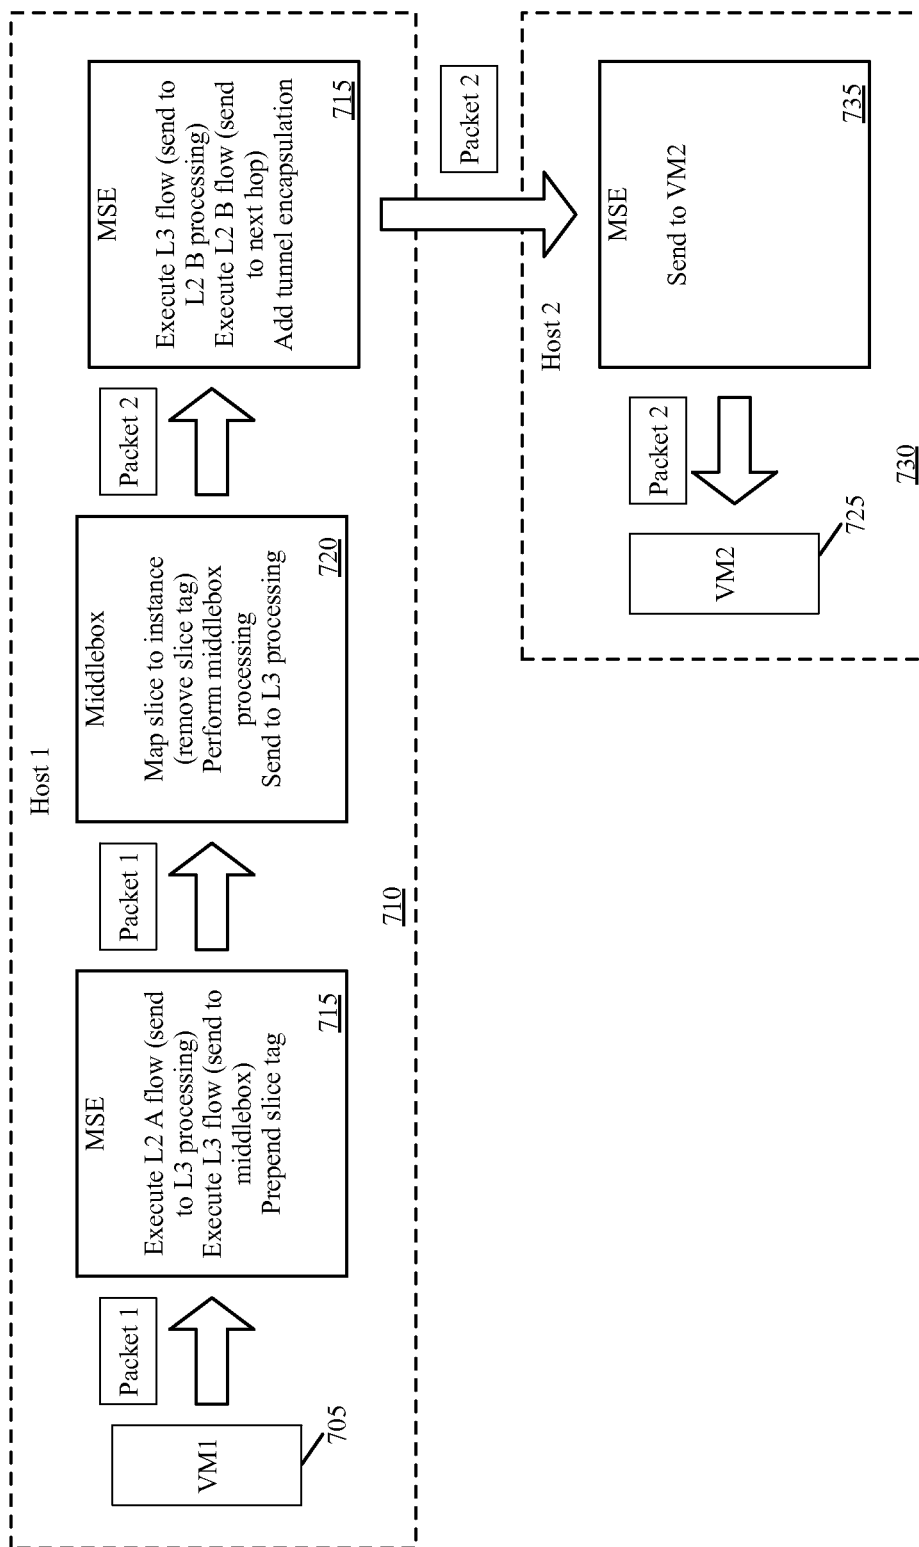 Host 1
VM1
705
Packet 1
MSE
Execute L2 A flow (send
to L3 processing)
Execute L3 flow (send to
middlebox)
Prepend slice tag
715
Packet 1
Middlebox
Map slice to instance
(remove slice tag)
Perform middlebox
processing
Send to L3 processing
720
Packet 2
MSE
Execute L3 flow (send to
L2 B processing)
Execute L2 B flow (send
to next hop)
Add tunnel encapsulation
715
710
Packet 2
Host 2
MSE
Send to VM2
735
Packet 2
VM2
725
730